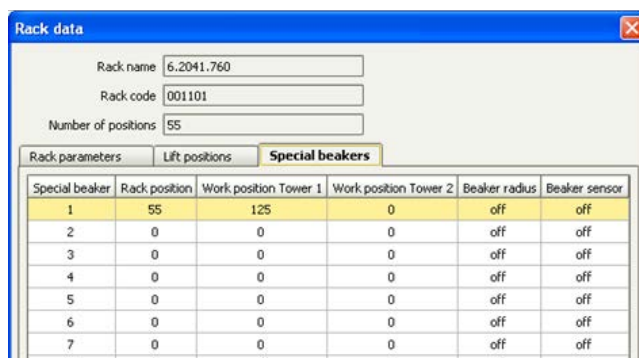 Rack data
Rack name 6.2041.760
Rack code 001101
Number of positions 55
Rack parameters Lift positions Special beakers
Special beaker Rack position Work position Tower 1 Work position Tower 2 Beaker radius Beaker sensor
1 55 125 0 off off
2 0 0 0 off off
3 0 0 0 off off
4 0 0 0 off off
5 0 0 0 off off
6 0 0 0 off off
7 0 0 0 off off